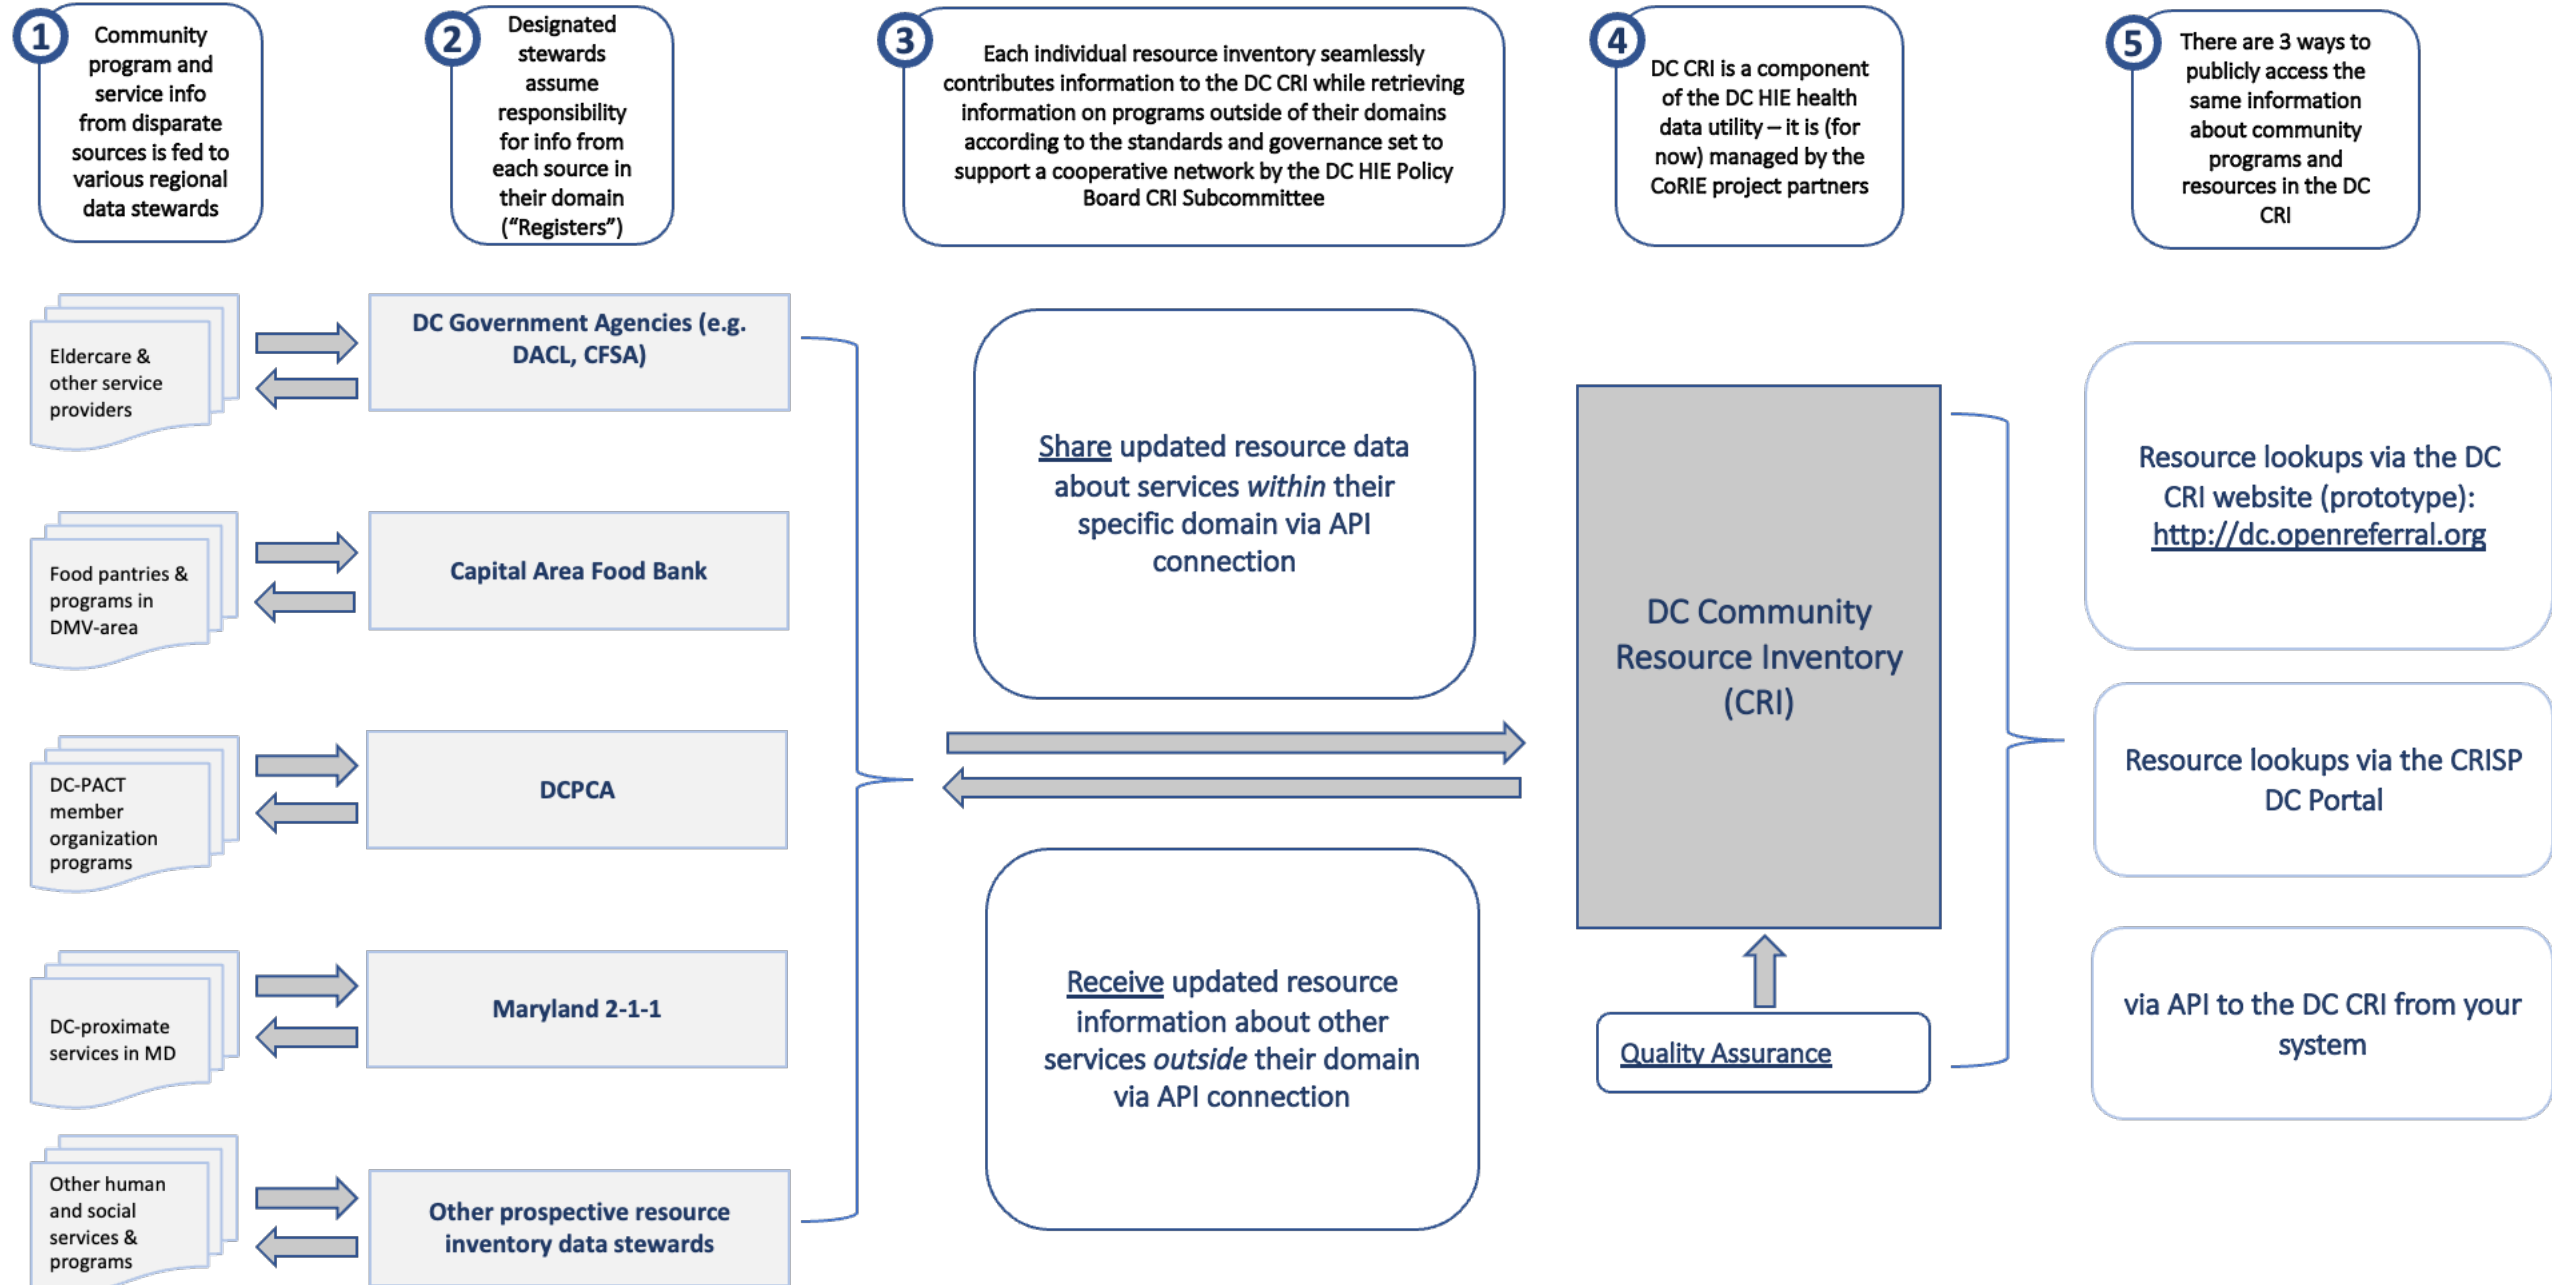 1
Community
program and
service info
from disparate
sources is fed to
various regional
data stewards
2
Designated
stewards
assume
responsibility
for info from
each source in
their domain
(“Registers”)
3
Each individual resource inventory seamlessly
contributes information to the DC CRI while retrieving
information on programs outside of their domains
according to the standards and governance set to
support a cooperative network by the DC HIE Policy
Board CRI Subcommittee
4
DC CRI is a component
of the DC HIE health
data utility – it is (for
now) managed by the
CoRIE project partners
5
There are 3 ways to
publicly access the
same information
about community
programs and
resources in the DC
CRI
Eldercare &
other service
providers
DC Government Agencies (e.g.
DACL, CFSA)
Food pantries &
programs in
DMV-area
Capital Area Food Bank
DC-PACT
member
organization
programs
DCPCA
DC-proximate
services in MD
Maryland 2-1-1
Other human
and social
services &
programs
Other prospective resource
inventory data stewards
Share updated resource data
about services within their
specific domain via API
connection
Receive updated resource
information about other
services outside their domain
via API connection
DC Community
Resource Inventory
(CRI)
Quality Assurance
Resource lookups via the DC
CRI website (prototype):
http://dc.openreferral.org
Resource lookups via the CRISP
DC Portal
via API to the DC CRI from your
system